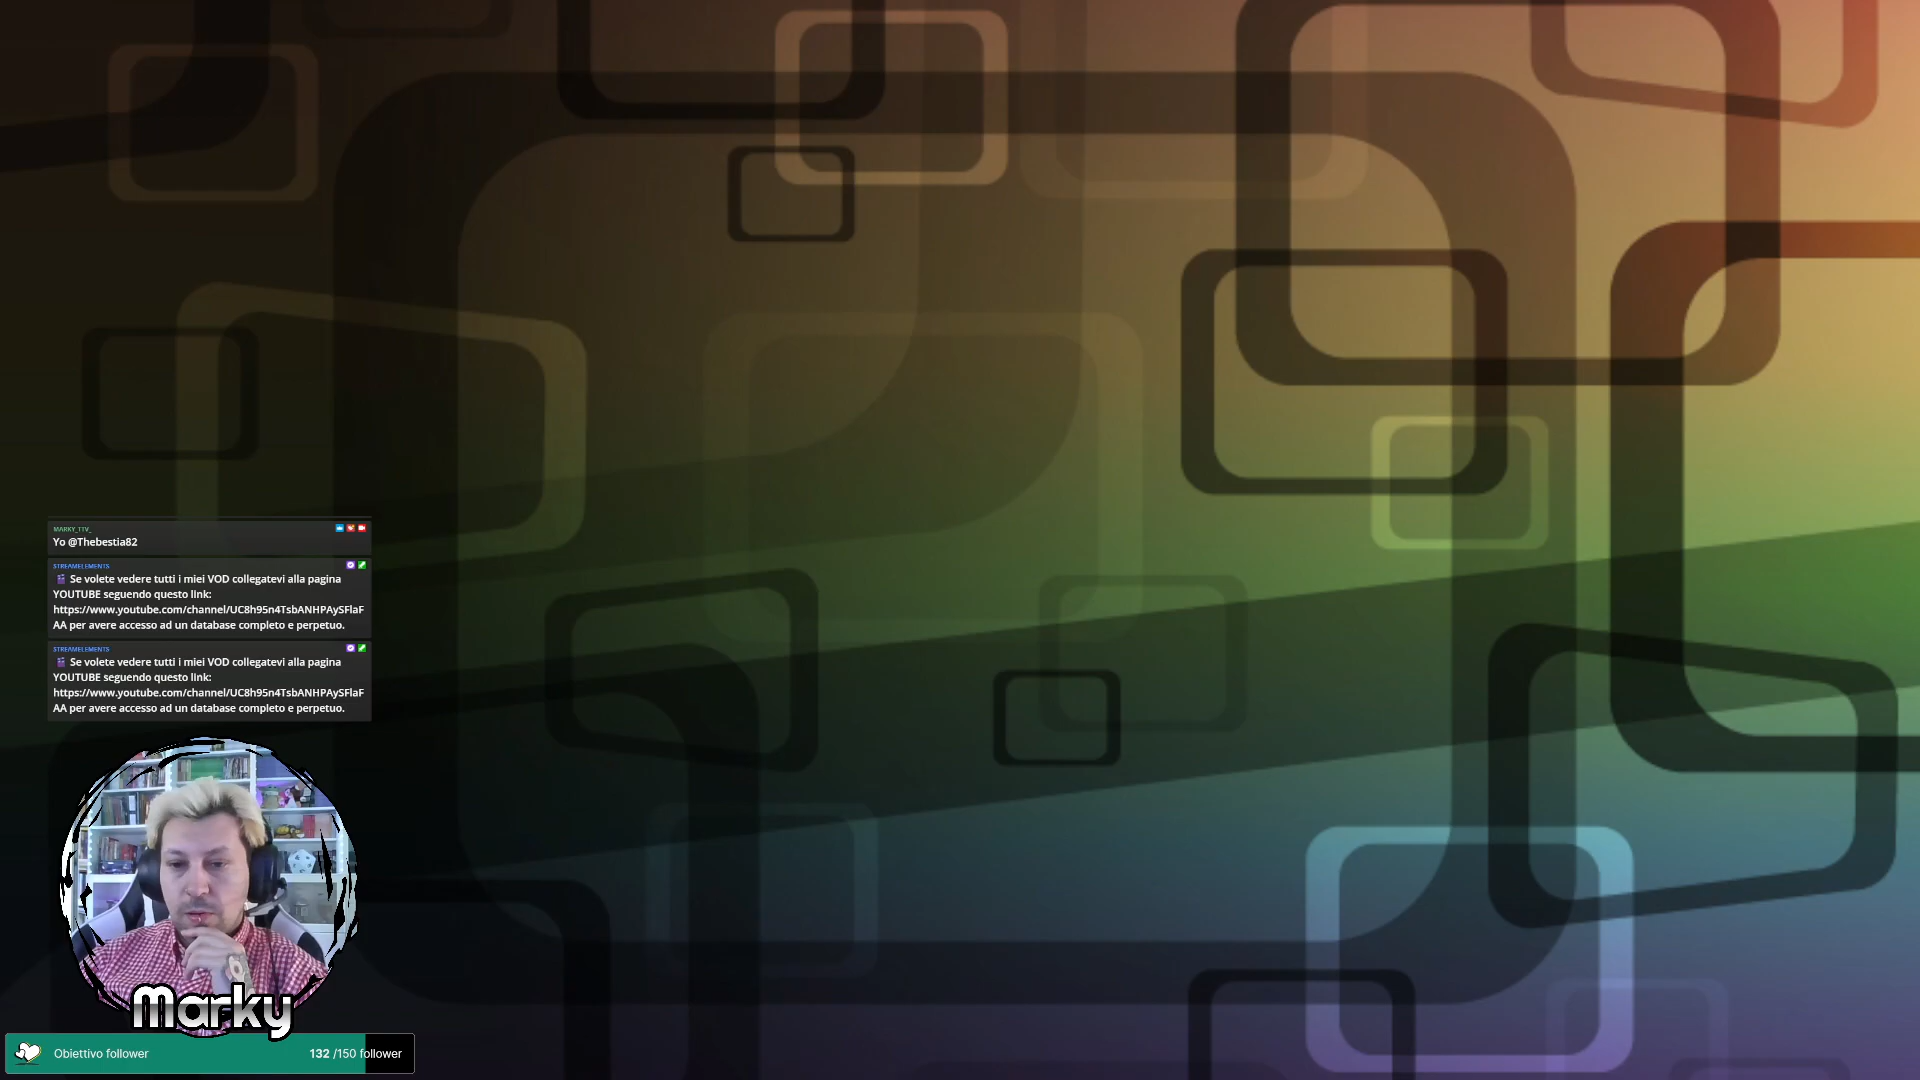 MARKY_TTV_
Yo @Thebestia82
STREAMELEMENTS
Se volete vedere tutti i miei VOD collegatevi alla pagina
YOUTUBE seguendo questo link:
https://www.youtube.com/channel/UC8h95n4TsbANHPAySFlaF
AA per avere accesso ad un database completo e perpetuo.
STREAMELEMENTS
Se volete vedere tutti i miei VOD collegatevi alla pagina
YOUTUBE seguendo questo link:
https://www.youtube.com/channel/UC8h95n4TsbANHPAySFlaF
AA per avere accesso ad un database completo e perpetuo.
Marky
Obiettivo follower 132 /150 follower